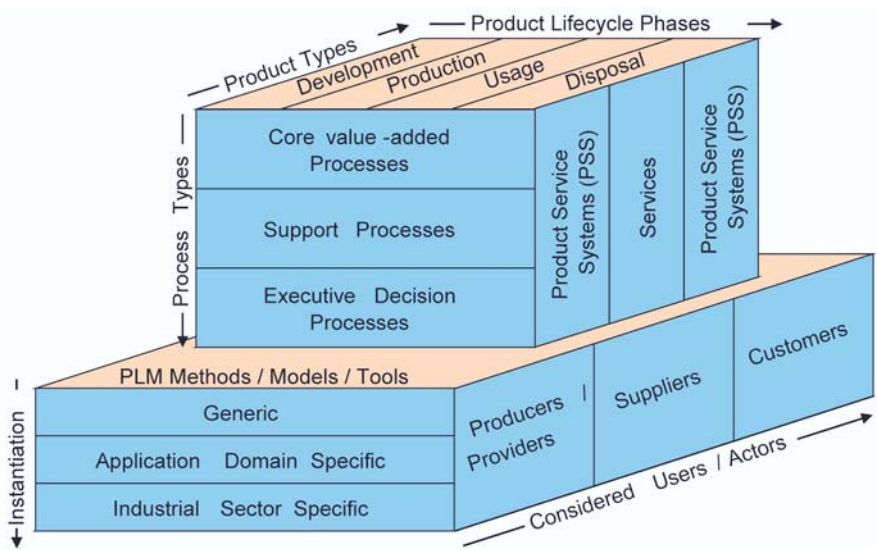 Product Types
Product Lifecycle Phases
Development
Production
Usage
Disposal
Process Types
Core value -added
Processes
Support Processes
Executive Decision
Processes
Product Service
Systems (PSS)
Services
Product Service
Systems (PSS)
PLM Methods / Models / Tools
Instantiation
Generic
Application Domain Specific
Industrial Sector Specific
Producers /
Providers
Suppliers
Customers
Considered Users / Actors